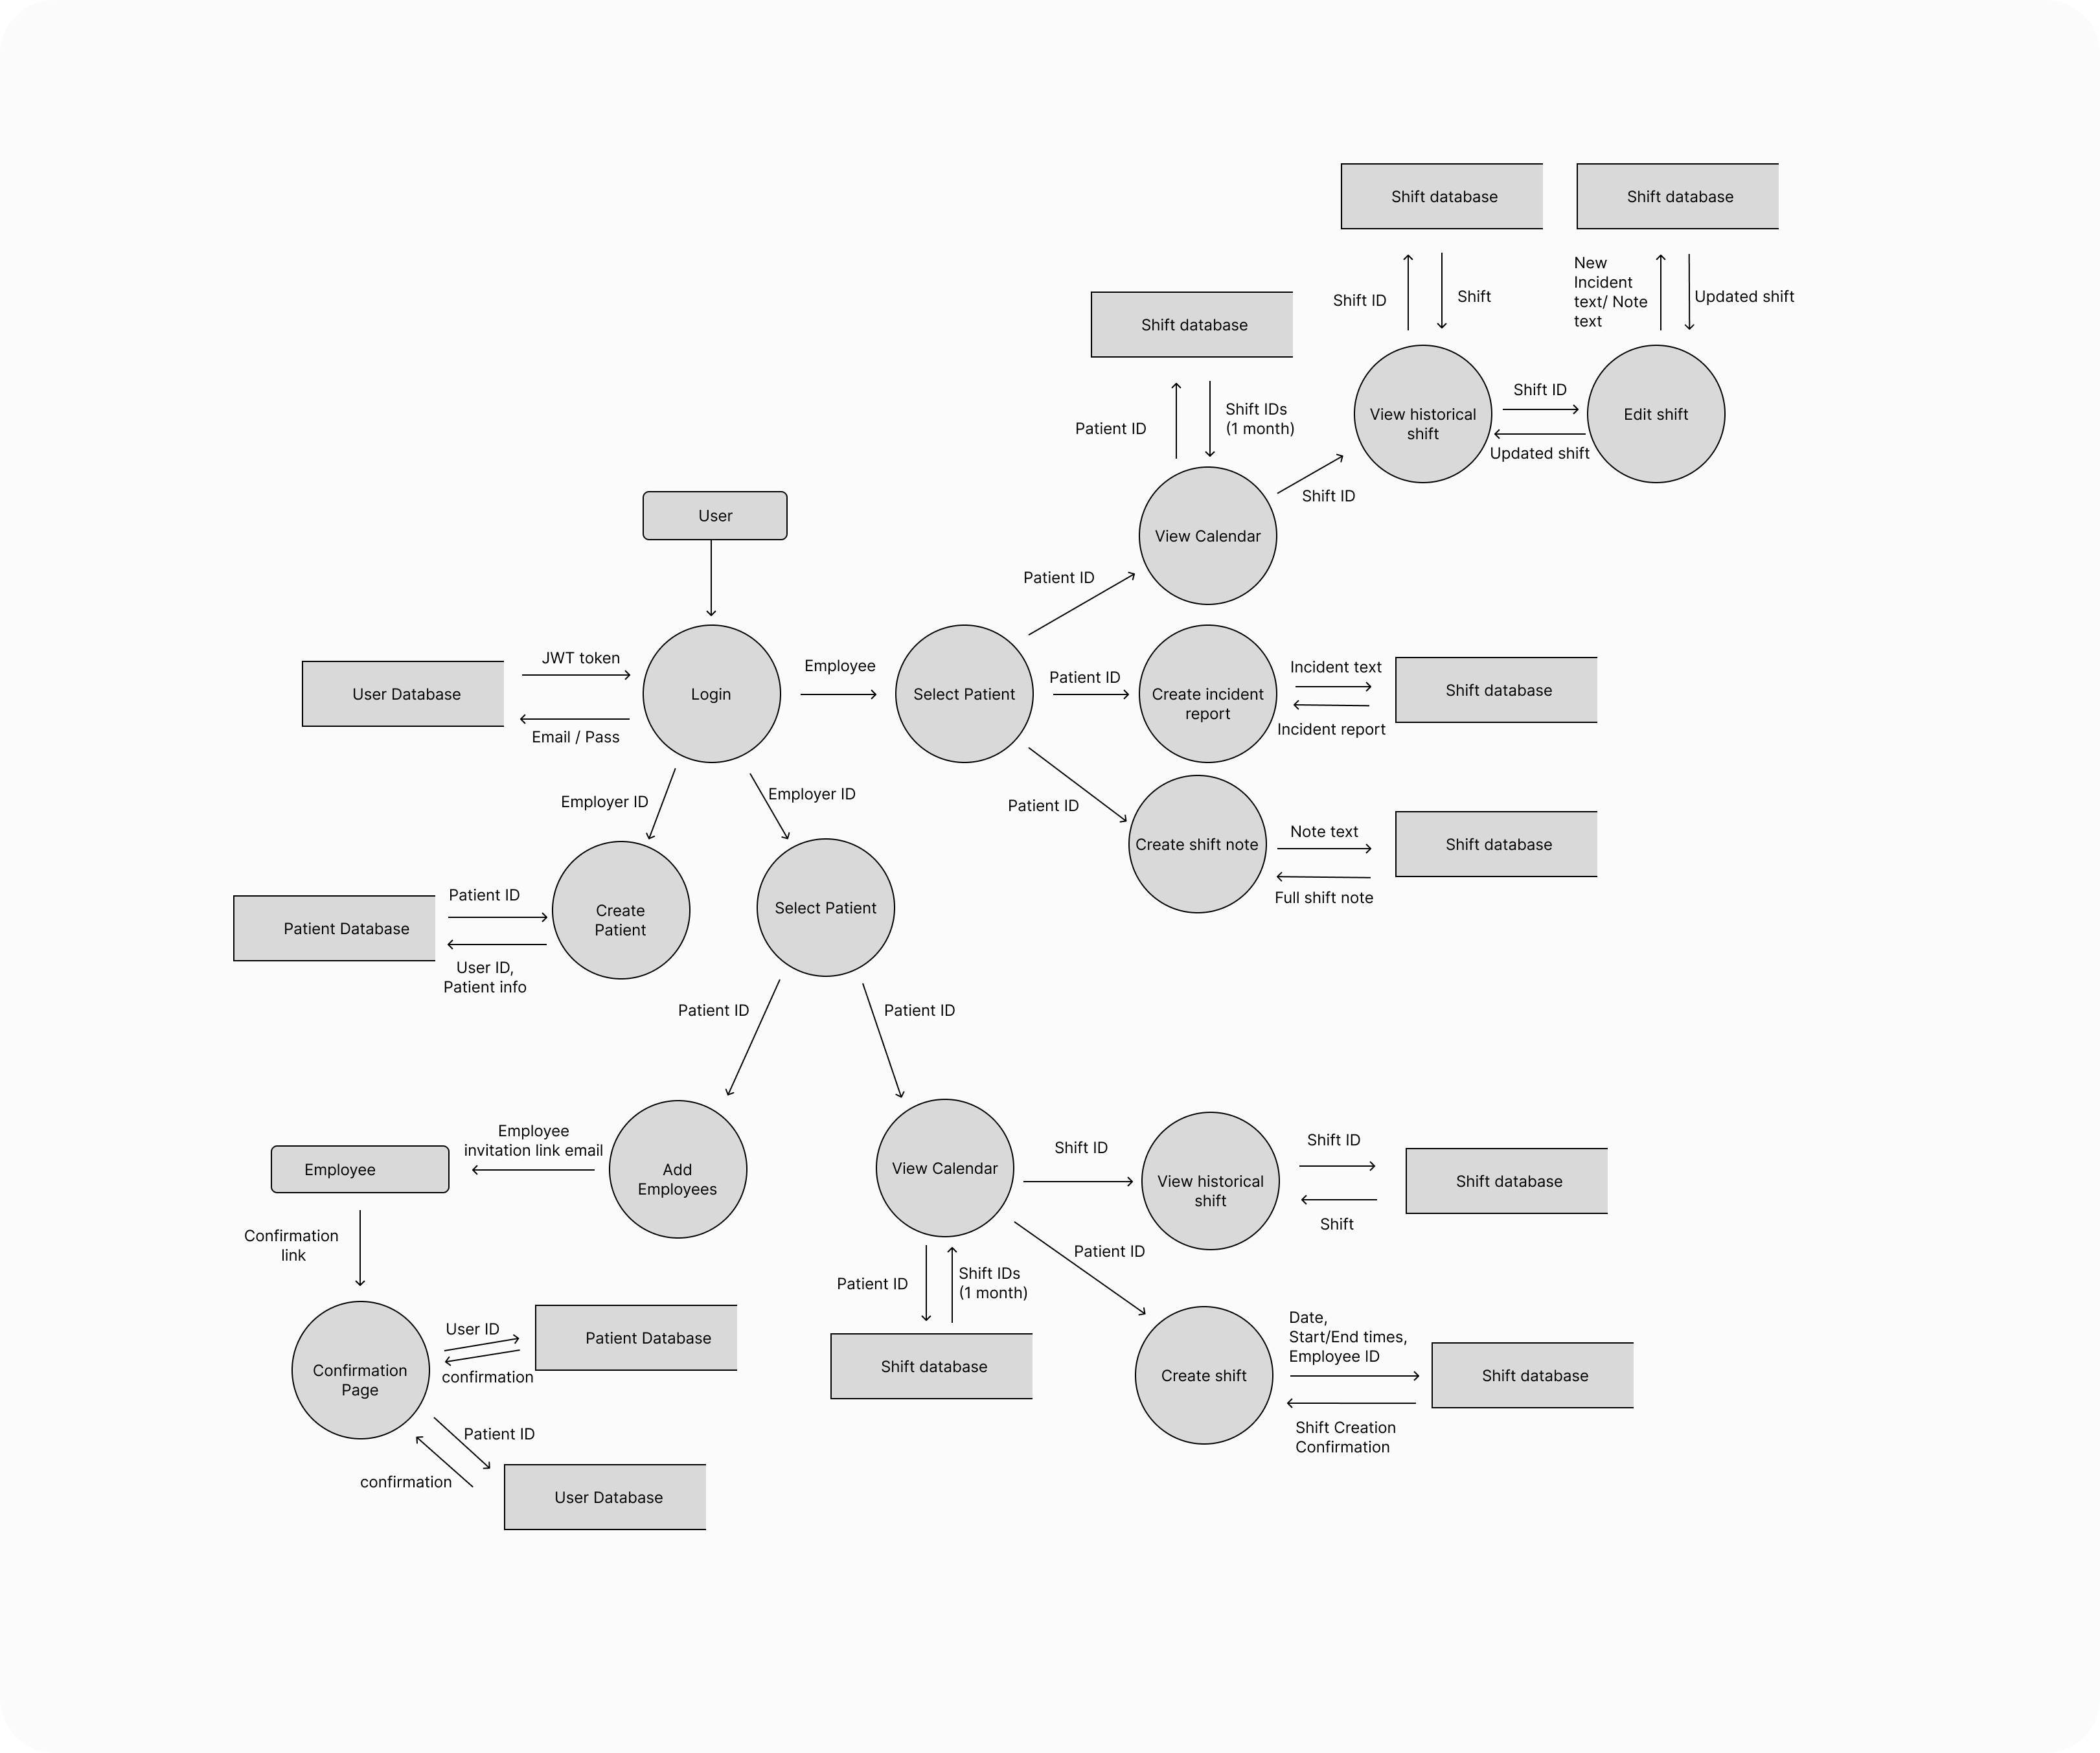 Shift database
Shift database
New
Incident
text/ Note
text
Shift ID
Shift
Updated shift
Shift database
Shift ID
View historical
shift
Edit shift
Updated shift
Patient ID
Shift IDs
(1 month)
Shift ID
User
View Calendar
Patient ID
JWT token
User Database
Email / Pass
Login
Employee
Select Patient
Patient ID
Create incident
report
Incident text
Incident report
Shift database
Employer ID
Employer ID
Patient ID
Create shift note
Note text
Full shift note
Shift database
Patient Database
Patient ID
User ID,
Patient info
Create
Patient
Select Patient
Patient ID
Patient ID
Employee
Employee
invitation link email
Add
Employees
View Calendar
Shift ID
View historical
shift
Shift ID
Shift
Shift database
Confirmation
link
Patient ID
Shift IDs
(1 month)
Patient ID
Confirmation
Page
User ID
confirmation
Patient Database
Shift database
Create shift
Date,
Start/End times,
Employee ID
Shift database
Shift Creation
Confirmation
Patient ID
confirmation
User Database